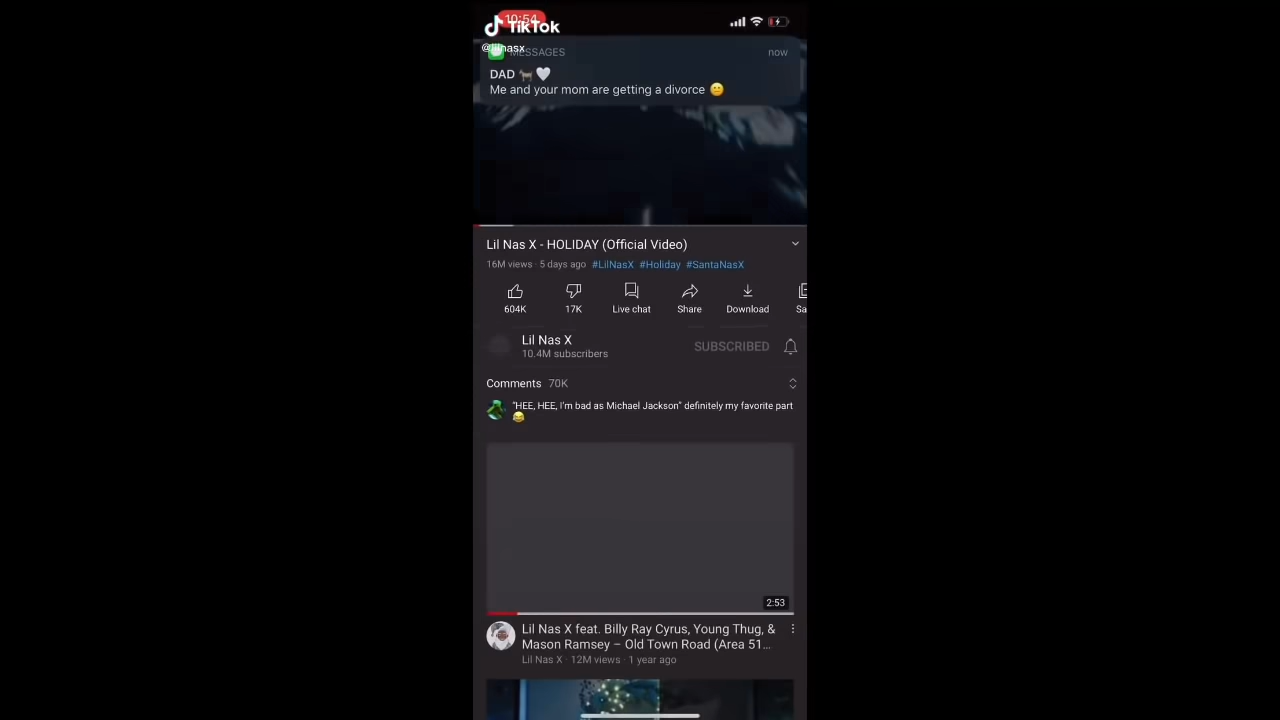 10:54
TikTok
@lilnasx
MESSAGES
now
DAD 🐐🤍
Me and your mom are getting a divorce 😊
Lil Nas X - HOLIDAY (Official Video)
16M views · 5 days ago #LilNasX #Holiday #SantaNasX
604K
17K
Live chat
Share
Download
Sa
Lil Nas X
10.4M subscribers
SUBSCRIBED
Comments 70K
"HEE, HEE, I'm bad as Michael Jackson" definitely my favorite part
😂
2:53
Lil Nas X feat. Billy Ray Cyrus, Young Thug, &
Mason Ramsey – Old Town Road (Area 51...
Lil Nas X · 12M views · 1 year ago